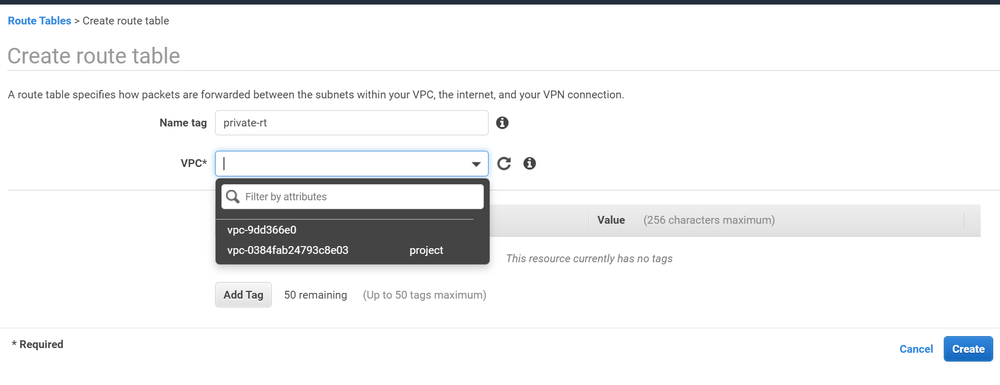 Route Tables > Create route table
Create route table
A route table specifies how packets are forwarded between the subnets within your VPC, the internet, and your VPN connection.
Name tag private-rt
VPC*
Filter by attributes
Value (256 characters maximum)
vpc-9dd366e0
vpc-0384fab24793c8e03 project
This resource currently has no tags
Add Tag 50 remaining (Up to 50 tags maximum)
* Required
Cancel Create